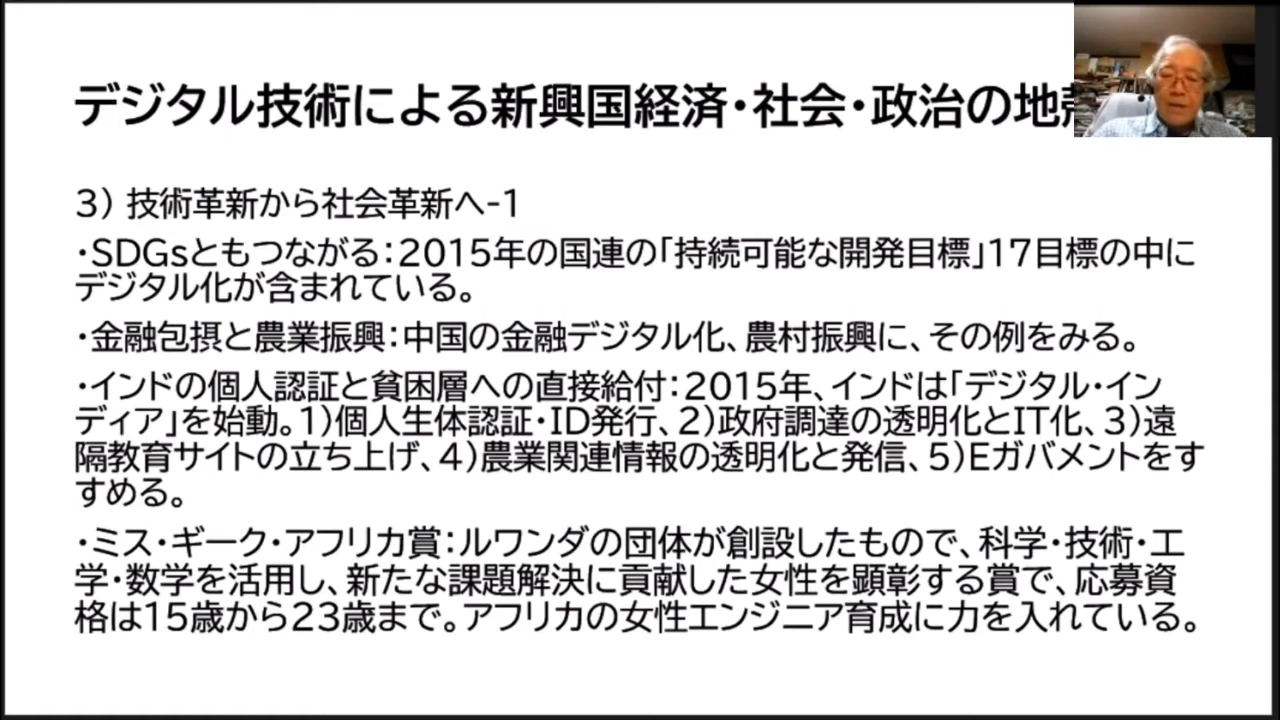 デジタル技術による新興国経済・社会・政治の地
3) 技術革新から社会革新へ-1
・SDGsともつながる：2015年の国連の「持続可能な開発目標」17目標の中に
デジタル化が含まれている。
・金融包摂と農業振興：中国の金融デジタル化、農村振興に、その例をみる。
・インドの個人認証と貧困層への直接給付：2015年、インドは「デジタル・イン
ディア」を始動。1)個人生体認証・ID発行、2)政府調達の透明化とIT化、3)遠
隔教育サイトの立ち上げ、4)農業関連情報の透明化と発信、5)Eガバメントをす
すめる。
・ミス・ギーク・アフリカ賞：ルワンダの団体が創設したもので、科学・技術・工
学・数学を活用し、新たな課題解決に貢献した女性を顕彰する賞で、応募資
格は15歳から23歳まで。アフリカの女性エンジニア育成に力を入れている。